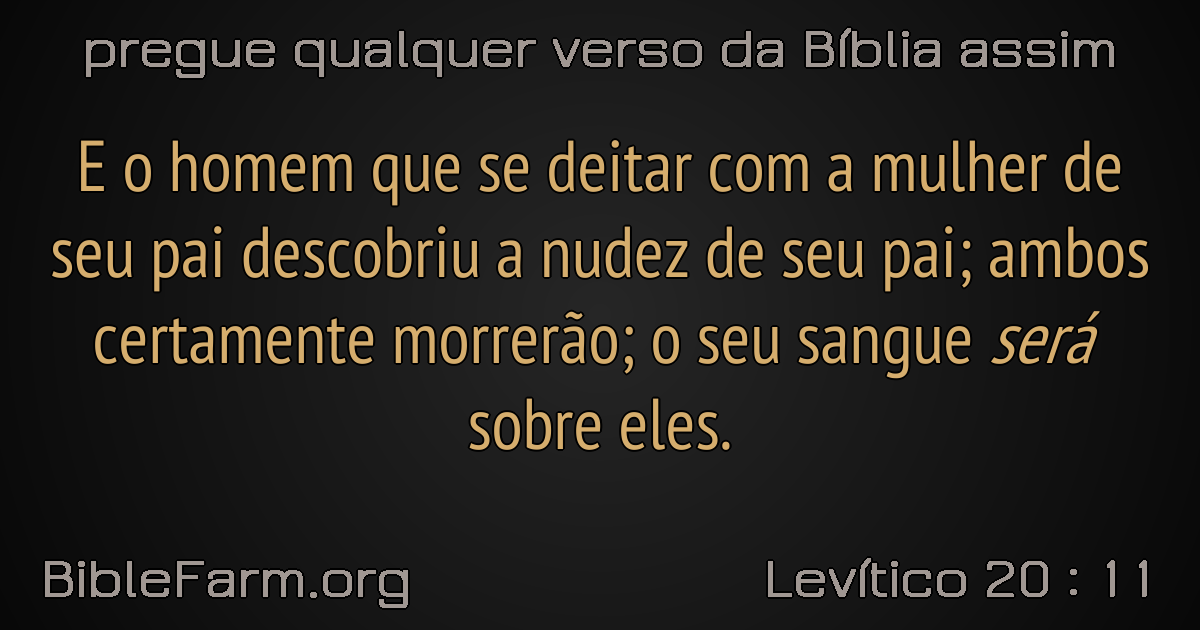 pregue qualquer verso da Bíblia assim
E o homem que se deitar com a mulher de
seu pai descobriu a nudez de seu pai; ambos
certamente morrerão; o seu sangue será
sobre eles.
BibleFarm.org
Levítico 20 : 11